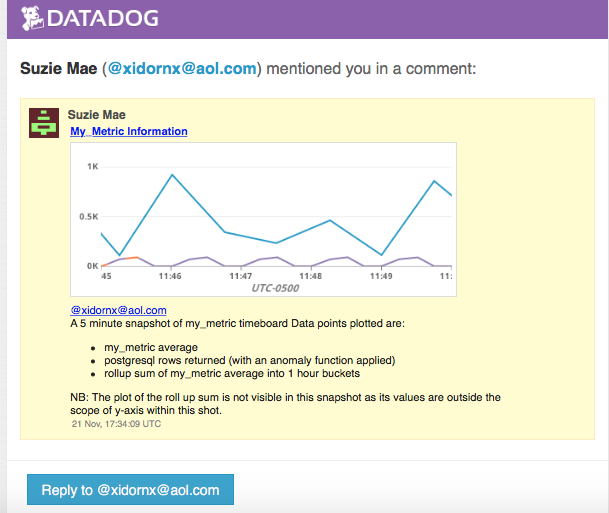 DATADOG
Suzie Mae (@xidornx@aol.com) mentioned you in a comment:
Suzie Mae
My_Metric Information
1K
0.5K
0K
45 11:46 11:47 11:48 11:49 11:
UTC-0500
@xidornx@aol.com
A 5 minute snapshot of my_metric timeboard Data points plotted are:
• my_metric average
• postgresql rows returned (with an anomaly function applied)
• rollup sum of my_metric average into 1 hour buckets
NB: The plot of the roll up sum is not visible in this snapshot as its values are outside the
scope of y-axis within this shot.
21 Nov, 17:34:09 UTC
Reply to @xidornx@aol.com